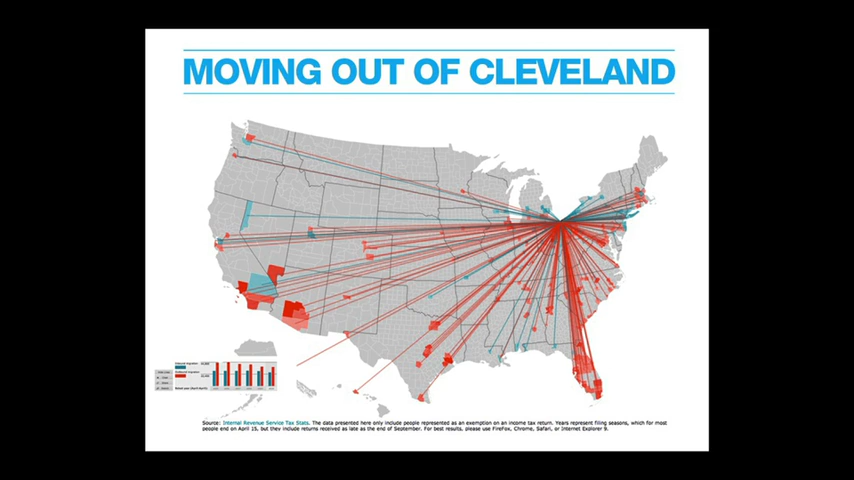 MOVING OUT OF CLEVELAND
Source: Internal Revenue Service Tax Stats. The data presented here only include people represented as an exemption on an income tax return. Years represent filing seasons, which for most
people end on April 15, but they include returns received as late as the end of September. For best results, please use FireFox, Chrome, Safari, or Internet Explorer 9.